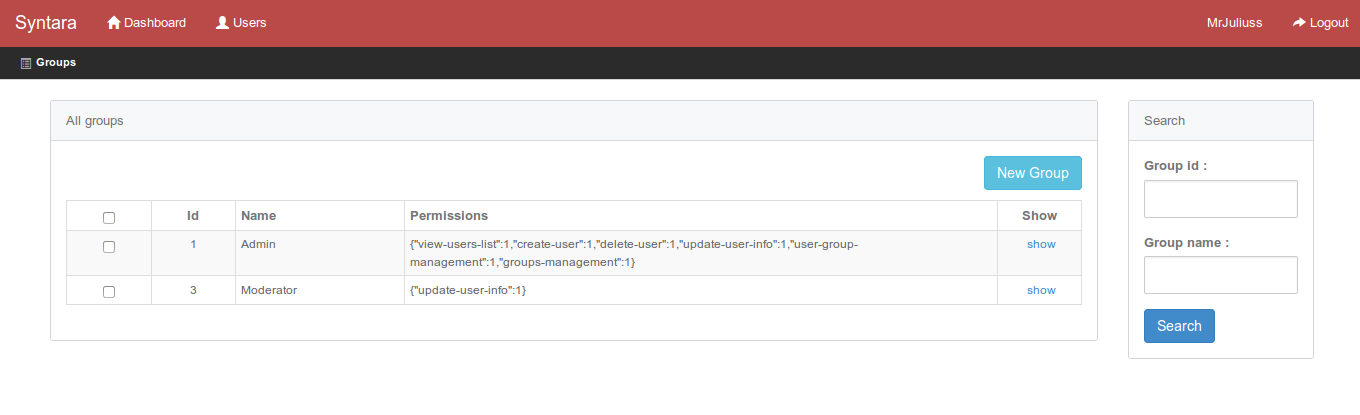 Syntara Dashboard Users MrJuliuss Logout
Groups
All groups
New Group
Id Name Permissions Show
1 Admin {"view-users-list":1,"create-user":1,"delete-user":1,"update-user-info":1,"user-group-
management":1,"groups-management":1} show
3 Moderator {"update-user-info":1} show
Search
Group id :
Group name :
Search